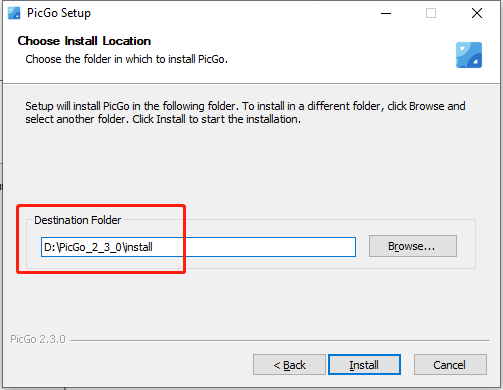 PicGo Setup
Choose Install Location
Choose the folder in which to install PicGo.
Setup will install PicGo in the following folder. To install in a different folder, click Browse and
select another folder. Click Install to start the installation.
Destination Folder
D:\PicGo_2_3_0\install
Browse...
PicGo 2.3.0
< Back
Install
Cancel